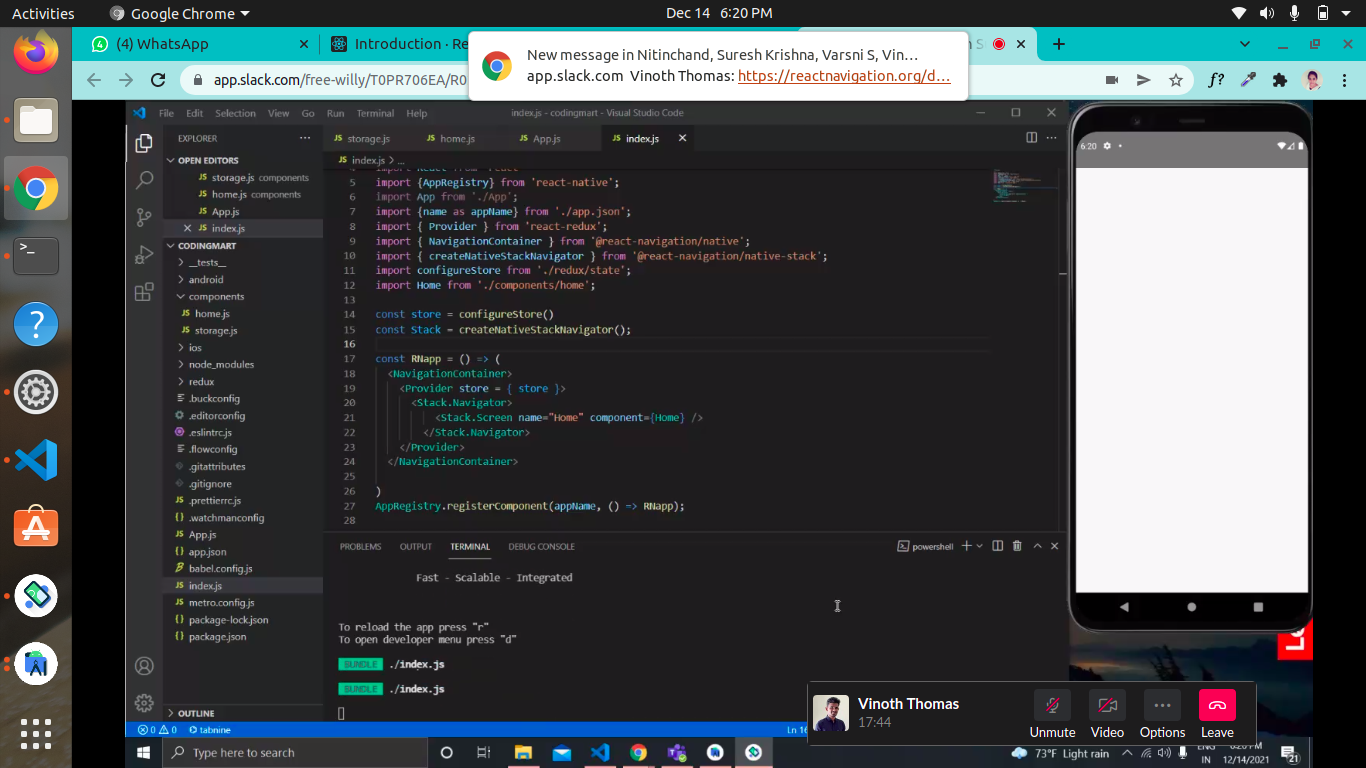 Activities
Google Chrome
Dec 14 6:20 PM
(4) WhatsApp
Introduction · Re
S
app.slack.com/free-willy/T0PR706EA/R0
New message in Nitinchand, Suresh Krishna, Varsni S, Vin...
app.slack.com Vinoth Thomas: https://reactnavigation.org/d...
f?
File Edit Selection View Go Run Terminal Help
index.js - codingmart - Visual Studio Code
EXPLORER
OPEN EDITORS
storage.js components
home.js components
App.js
index.js
CODINGMART
__tests__
android
components
home.js
storage.js
ios
node_modules
redux
.buckconfig
.editorconfig
.eslintrc.js
.flowconfig
.gitattributes
.gitignore
.prettierrc.js
.watchmanconfig
App.js
app.json
babel.config.js
index.js
metro.config.js
package-lock.json
package.json
OUTLINE
storage.js
home.js
App.js
index.js
index.js > ...
4 import React from 'react'
5 import {AppRegistry} from 'react-native';
6 import App from './App';
7 import {name as appName} from './app.json';
8 import { Provider } from 'react-redux';
9 import { NavigationContainer } from '@react-navigation/native';
10 import { createNativeStackNavigator } from '@react-navigation/native-stack';
11 import configureStore from './redux/state';
12 import Home from './components/home';
13
14 const store = configureStore()
15 const Stack = createNativeStackNavigator();
16
17 const RNapp = () => (
18 <NavigationContainer>
19 <Provider store = { store }>
20 <Stack.Navigator>
21 <Stack.Screen name="Home" component={Home} />
22 </Stack.Navigator>
23 </Provider>
24 </NavigationContainer>
25
26 )
27 AppRegistry.registerComponent(appName, () => RNapp);
28
PROBLEMS OUTPUT TERMINAL DEBUG CONSOLE
powershell
Fast - Scalable - Integrated
To reload the app press "r"
To open developer menu press "d"
BUNDLE ./index.js
BUNDLE ./index.js
0 0 tabnine
Ln 16
6:20
Vinoth Thomas
17:44
Unmute
Video
Options
Leave
Type here to search
73°F Light rain
ENG
IN
6:20 PM
12/14/2021
21